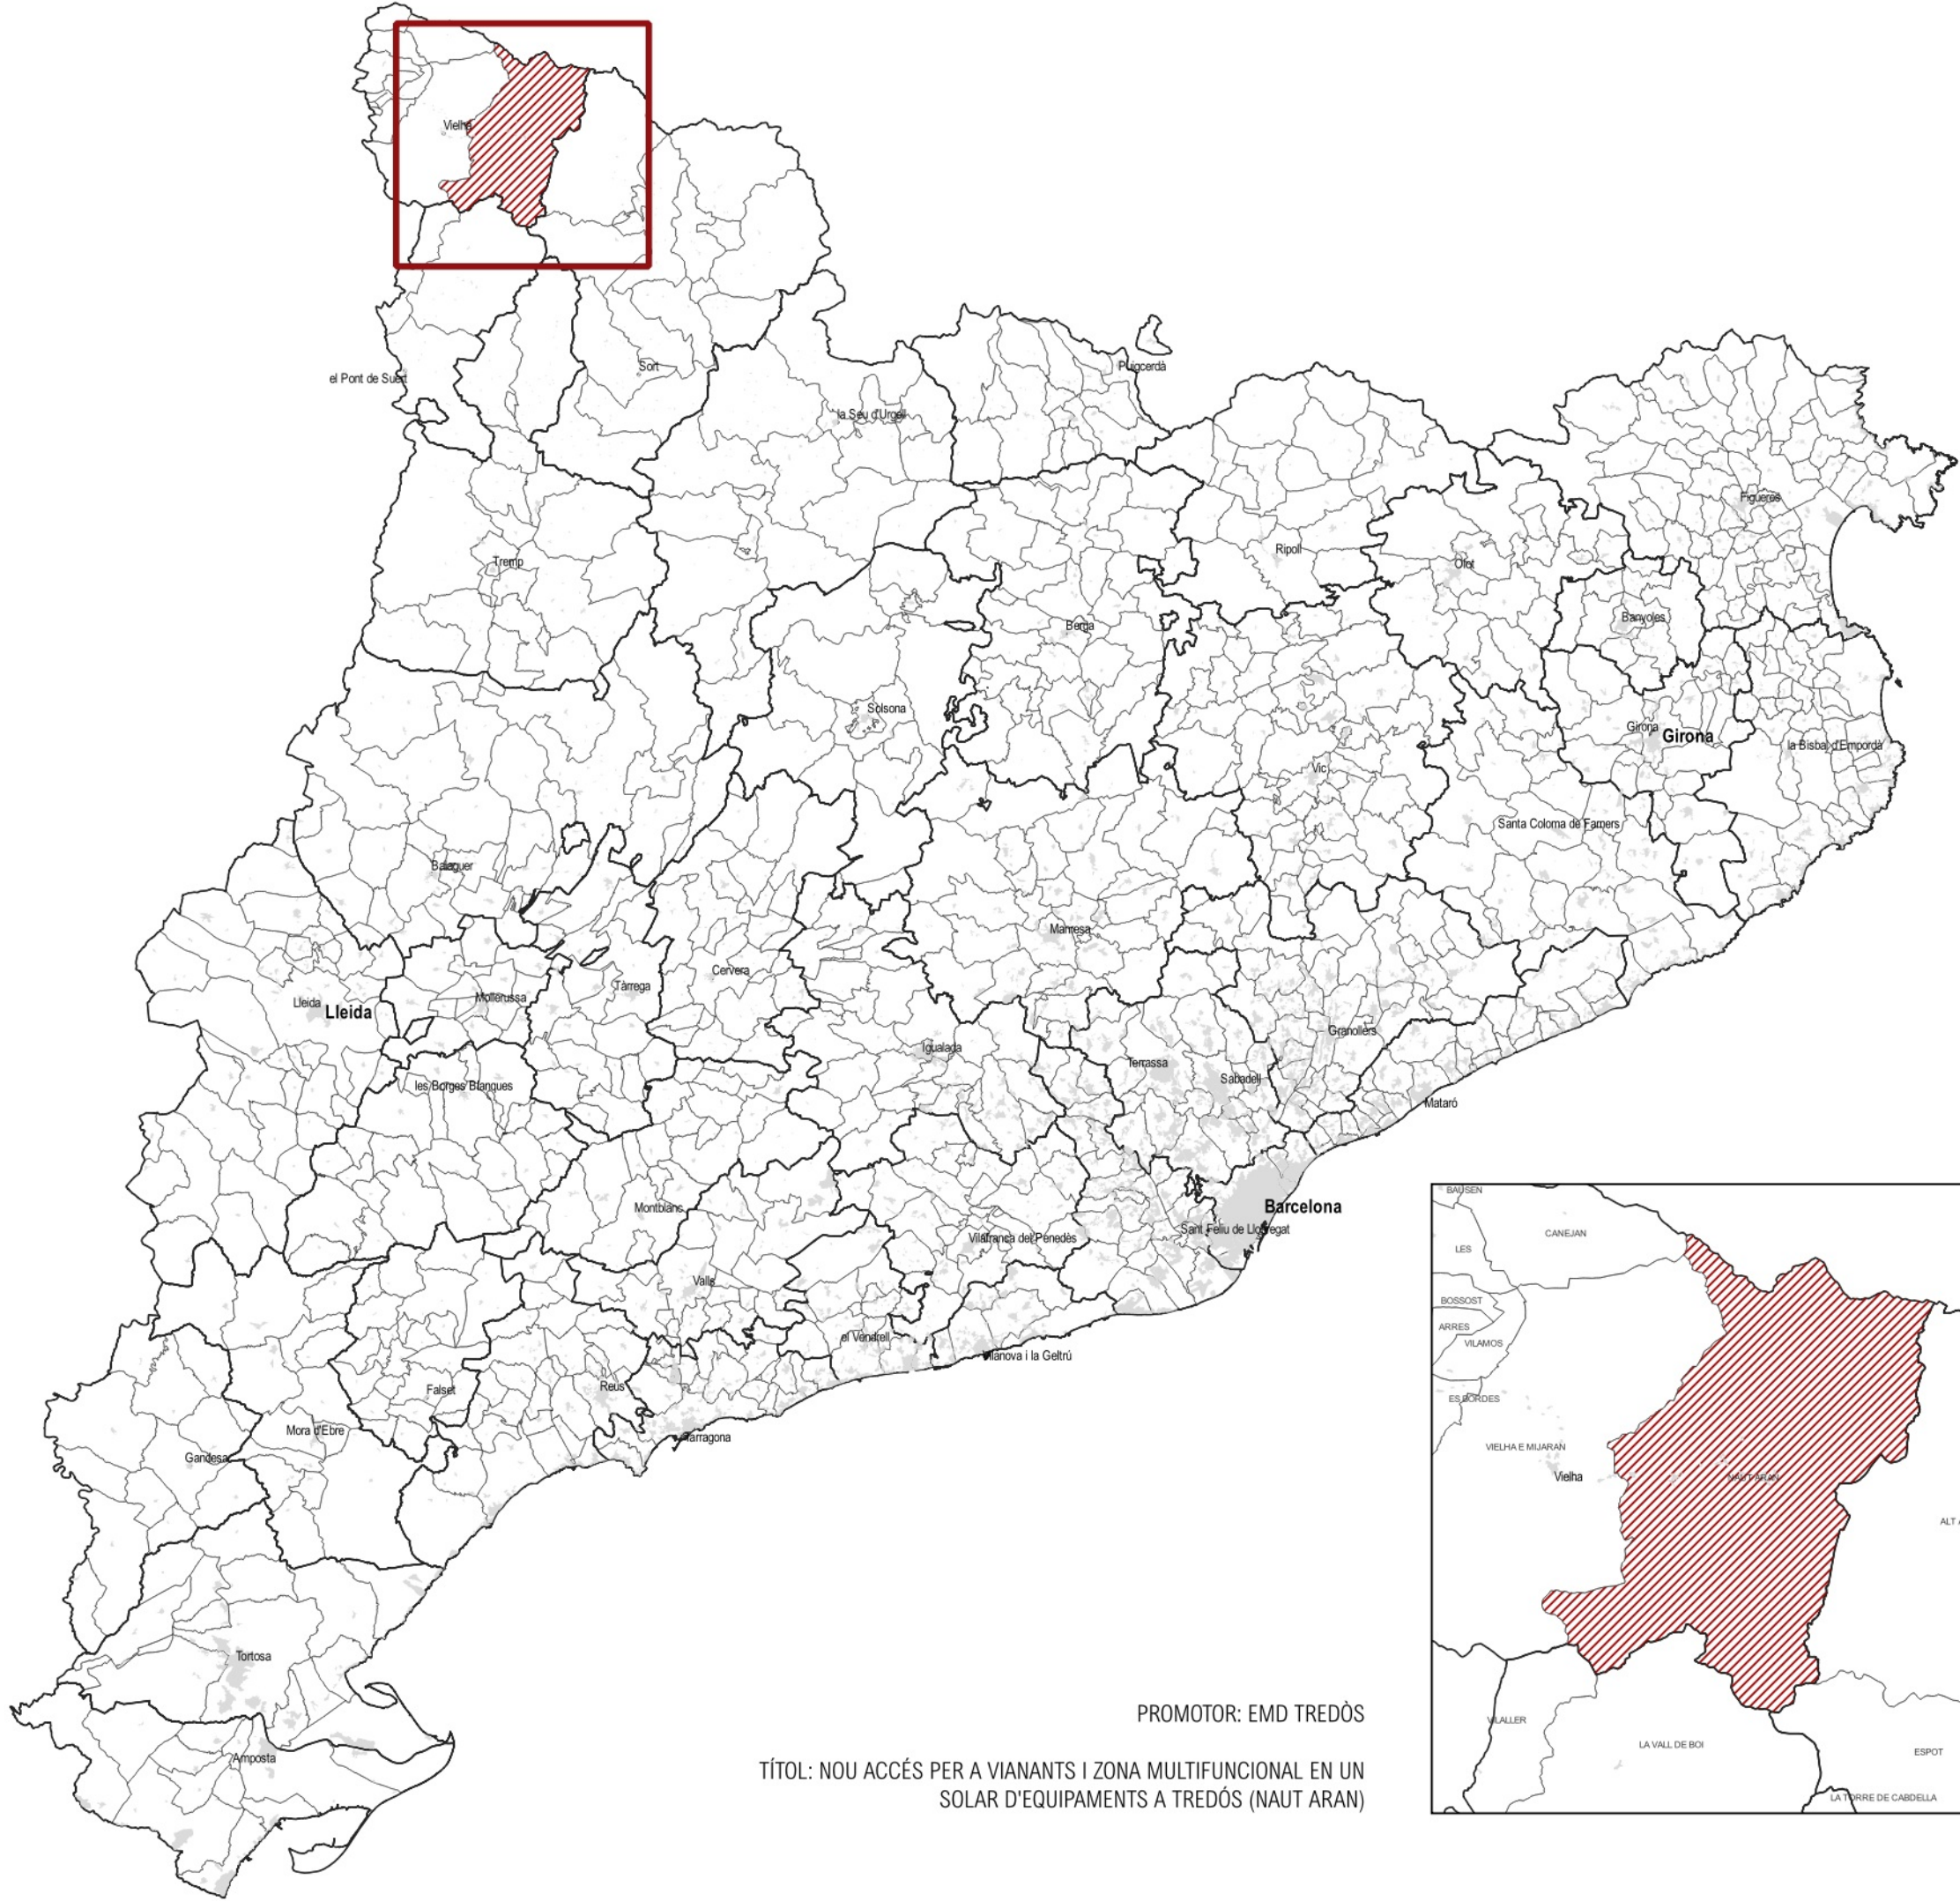 Vielha
Sort
el Pont de Suert
Puigcerdà
la Seu d'Urgell
Figueres
Ripoll
Olot
Tremp
Banyoles
Berga
Solsona
Girona
Girona
la Bisbal d'Empordà
Vic
Santa Coloma de Farners
Balaguer
Manresa
Cervera
Tàrrega
Mollerussa
Lleida
Lleida
Granollers
Igualada
Terrassa
Sabadell
les Borges Blanques
Mataró
Barcelona
Montblanc
Sant Feliu de Llobregat
Vilafranca del Penedès
Valls
el Vendrell
Vilanova i la Geltrú
Falset
Reus
Mora d'Ebre
Tarragona
Gandesa
Tortosa
Amposta
PROMOTOR: EMD TREDÒS
TÍTOL: NOU ACCÉS PER A VIANANTS I ZONA MULTIFUNCIONAL EN UN
SOLAR D'EQUIPAMENTS A TREDÓS (NAUT ARAN)
BAUSEN
CANEJAN
LES
BOSSOST
ARRES
VILAMOS
ES BORDES
VIELHA E MIJARAN
Vielha
NAUT ARAN
ALT
VILALLER
LA VALL DE BOI
ESPOT
LA TORRE DE CABDELLA